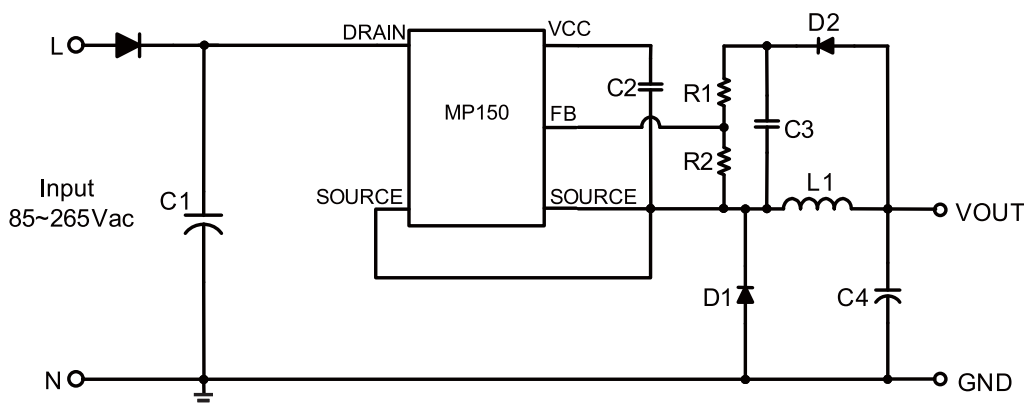 D2
L
DRAIN
VCC
C2
R1
MP150
FB
C3
R2
Input
85~265Vac
C1
SOURCE
SOURCE
L1
VOUT
D1
C4
N
GND